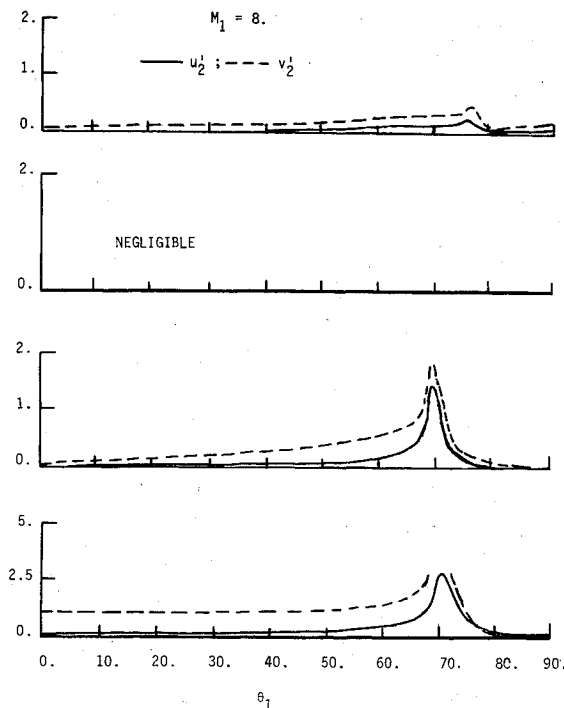 M₁ = 8.
u₂' ; v₂'
2.
1.
0.
2.
NEGLIGIBLE
0.
2.
1.
0.
5.
2.5
0.
0. 10. 20. 30. 40. 50. 60. 70. 80. 90.
θ₁